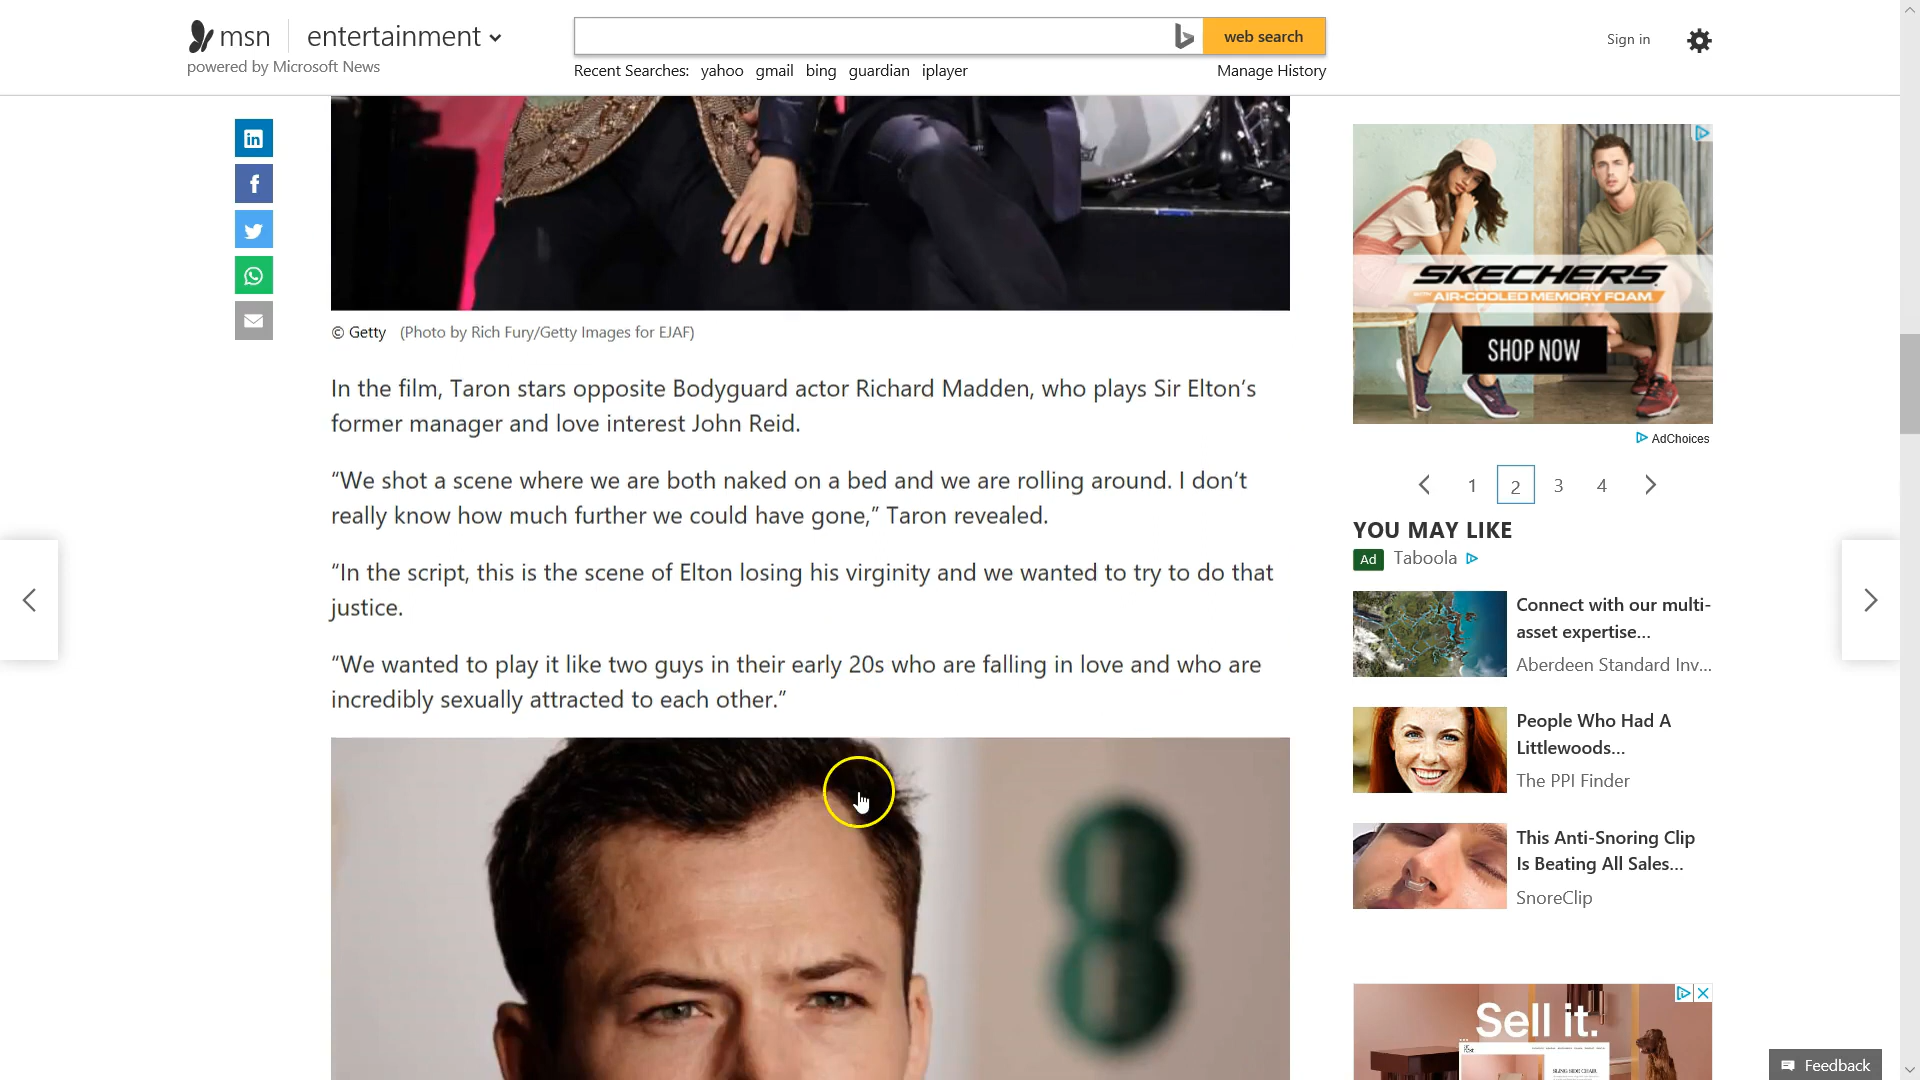 msn
entertainment
powered by Microsoft News
web search
Recent Searches: yahoo gmail bing guardian iplayer
Manage History
Sign in
© Getty (Photo by Rich Fury/Getty Images for EJAF)
In the film, Taron stars opposite Bodyguard actor Richard Madden, who plays Sir Elton’s
former manager and love interest John Reid.
“We shot a scene where we are both naked on a bed and we are rolling around. I don’t
really know how much further we could have gone,” Taron revealed.
“In the script, this is the scene of Elton losing his virginity and we wanted to try to do that
justice.
“We wanted to play it like two guys in their early 20s who are falling in love and who are
incredibly sexually attracted to each other.”
SKECHERS
AIR-COOLED MEMORY FOAM
SHOP NOW
AdChoices
1 2 3 4
YOU MAY LIKE
Ad Taboola
Connect with our multi-
asset expertise...
Aberdeen Standard Inv...
People Who Had A
Littlewoods...
The PPI Finder
This Anti-Snoring Clip
Is Beating All Sales...
SnoreClip
Sell it.
Feedback